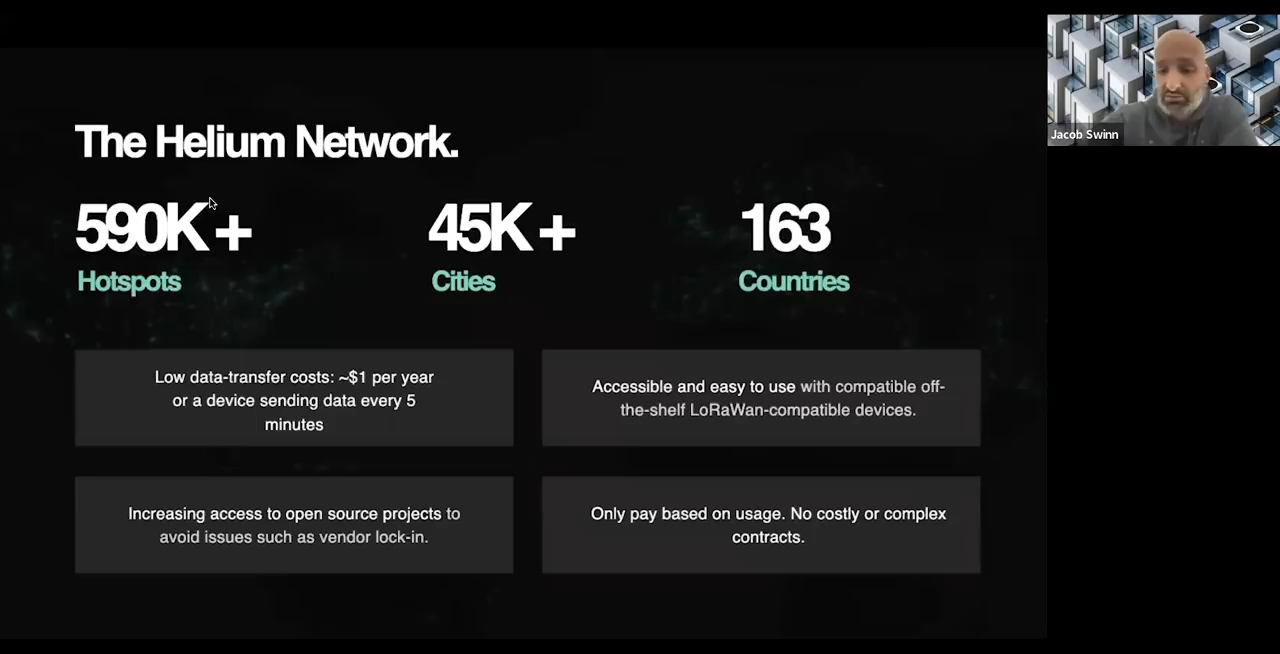 The Helium Network.
590K+
45K+
163
Hotspots
Cities
Countries
Low data-transfer costs: ~$1 per year
or a device sending data every 5
minutes
Accessible and easy to use with compatible off-
the-shelf LoRaWan-compatible devices.
Increasing access to open source projects to
avoid issues such as vendor lock-in.
Only pay based on usage. No costly or complex
contracts.
Jacob Swinn